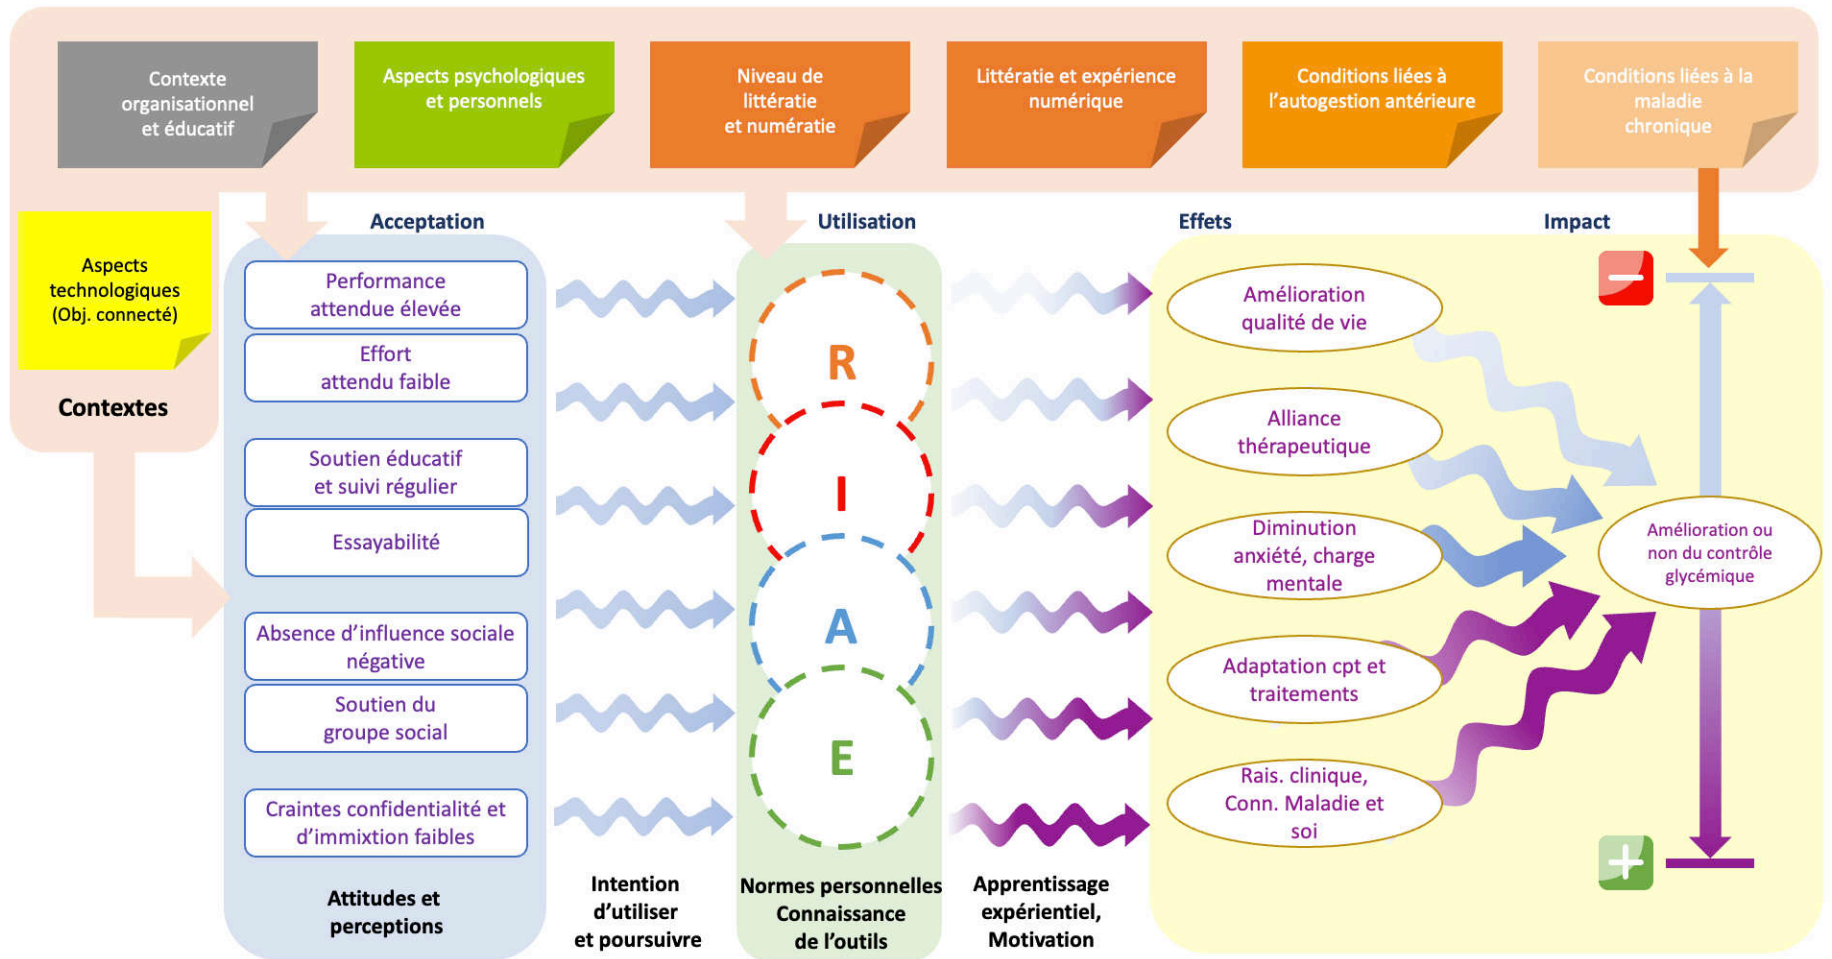 Contexte
organisationnel
et éducatif
Aspects psychologiques
et personnels
Niveau de
littératie
et numératie
Littératie et expérience
numérique
Conditions liées à
l'autogestion antérieure
Conditions liées à la
maladie
chronique
Aspects
technologiques
(Obj. connecté)
Contextes
Acceptation
Utilisation
Effets
Impact
Performance
attendue élevée
Effort
attendu faible
Soutien éducatif
et suivi régulier
Essayabilité
Absence d'influence sociale
négative
Soutien du
groupe social
Craintes confidentialité et
d'immixtion faibles
Attitudes et
perceptions
Intention
d'utiliser
et poursuivre
R
I
A
E
Normes personnelles
Connaissance
de l'outils
Apprentissage
expérientiel,
Motivation
Amélioration
qualité de vie
Alliance
thérapeutique
Diminution
anxiété, charge
mentale
Adaptation cpt et
traitements
Rais. clinique,
Conn. Maladie et
soi
Amélioration ou
non du contrôle
glycémique